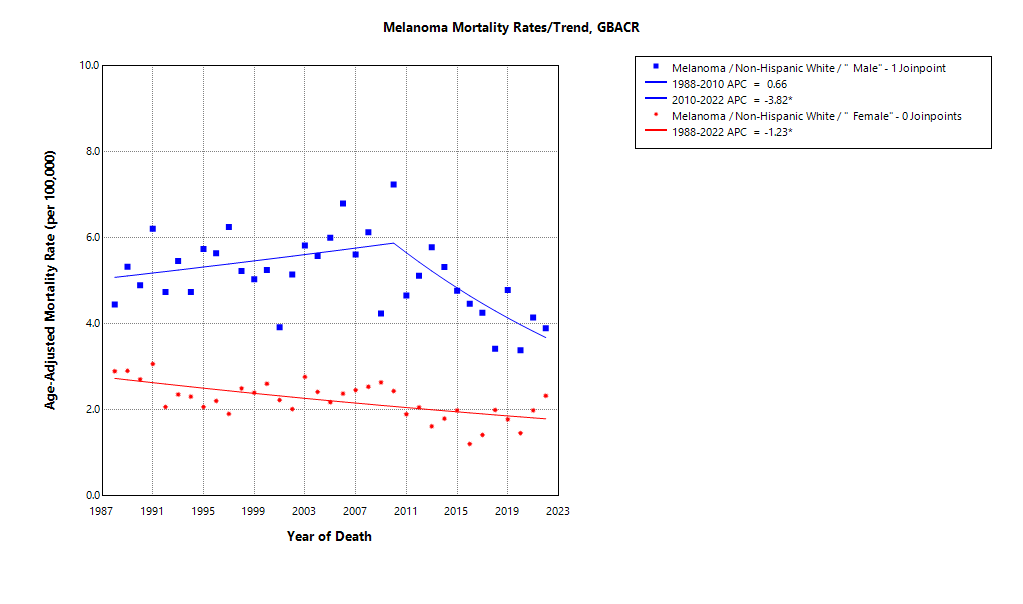 Melanoma Mortality Rates/Trend, GBACR
Melanoma / Non-Hispanic White / " Male" - 1 Joinpoint
1988-2010 APC = 0.66
2010-2022 APC = -3.82*
Melanoma / Non-Hispanic White / " Female" - 0 Joinpoints
1988-2022 APC = -1.23*
Age-Adjusted Mortality Rate (per 100,000)
10.0
8.0
6.0
4.0
2.0
0.0
1987 1991 1995 1999 2003 2007 2011 2015 2019 2023
Year of Death